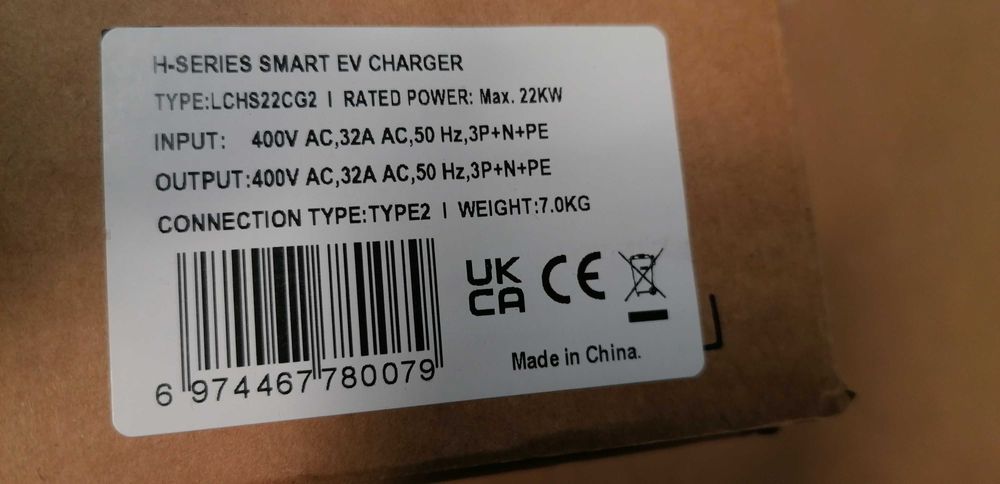 H-SERIES SMART EV CHARGER
TYPE:LCHS22CG2 | RATED POWER: Max. 22KW
INPUT: 400V AC,32A AC,50 Hz,3P+N+PE
OUTPUT:400V AC,32A AC,50 Hz,3P+N+PE
CONNECTION TYPE:TYPE2 | WEIGHT:7.0KG
UK
CA
CE
Made in China.
6 974467 780079